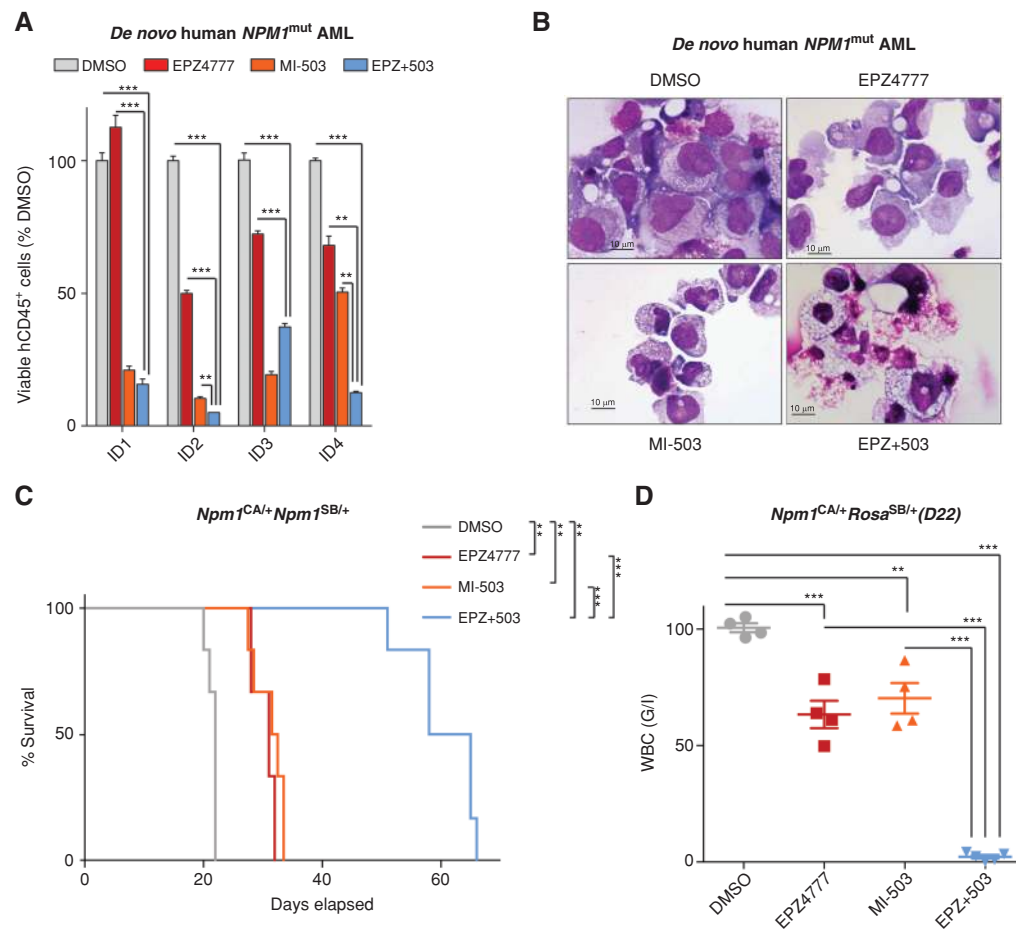 A
De novo human NPM1mut AML
DMSO EPZ4777 MI-503 EPZ+503
Viable hCD45+ cells (% DMSO)
100
50
0
***
***
***
***
**
***
***
***
**
**
ID1 ID2 ID3 ID4
B
De novo human NPM1mut AML
DMSO EPZ4777
10 μm 10 μm
10 μm 10 μm
MI-503 EPZ+503
C
Npm1CA/+Npm1SB/+
DMSO
EPZ4777
MI-503
EPZ+503
** ** ** *** ***
% Survival
100
50
0
0 20 40 60
Days elapsed
D
Npm1CA/+RosaSB/+(D22)
***
**
***
***
***
WBC (G/l)
100
50
0
DMSO EPZ4777 MI-503 EPZ+503